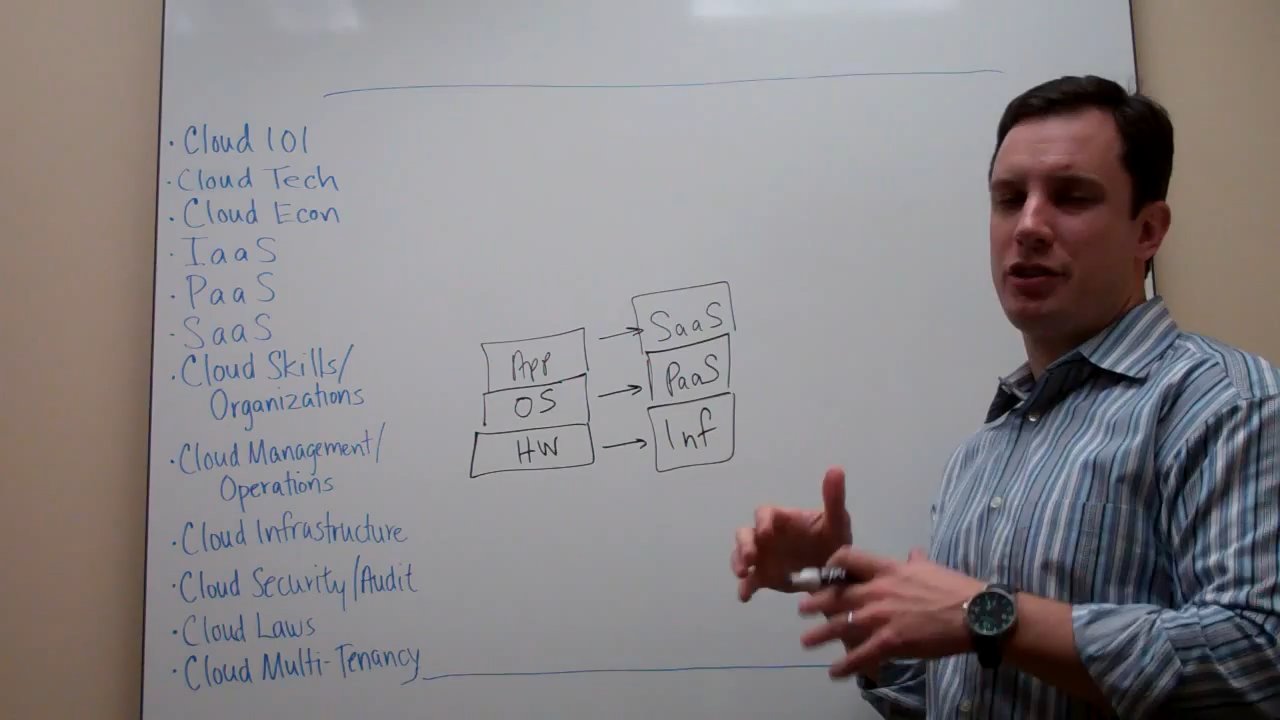 · Cloud 101
· Cloud Tech
· Cloud Econ
· IaaS
· PaaS
· SaaS
· Cloud Skills/
Organizations
· Cloud Management/
Operations
· Cloud Infrastructure
· Cloud Security/Audit
· Cloud Laws
· Cloud Multi-Tenancy
App
OS
HW
SaaS
PaaS
Inf